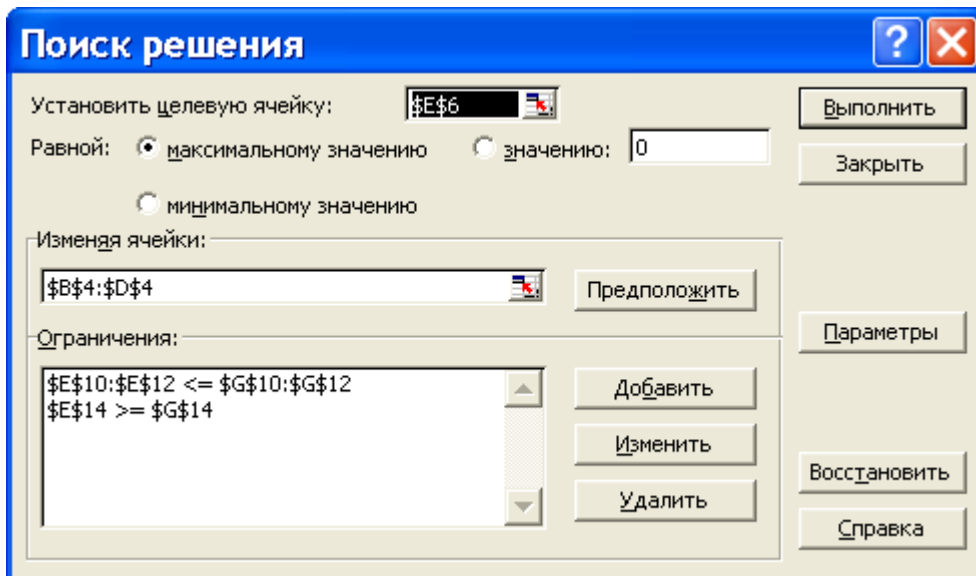 Поиск решения
Установить целевую ячейку: $E$6 Выполнить
Равной: максимальному значению значению: 0 Закрыть
минимальному значению
Изменяя ячейки:
$B$4:$D$4 Предположить
Параметры
Ограничения:
$E$10:$E$12 <= $G$10:$G$12 Добавить
$E$14 >= $G$14
Изменить
Восстановить
Удалить
Справка